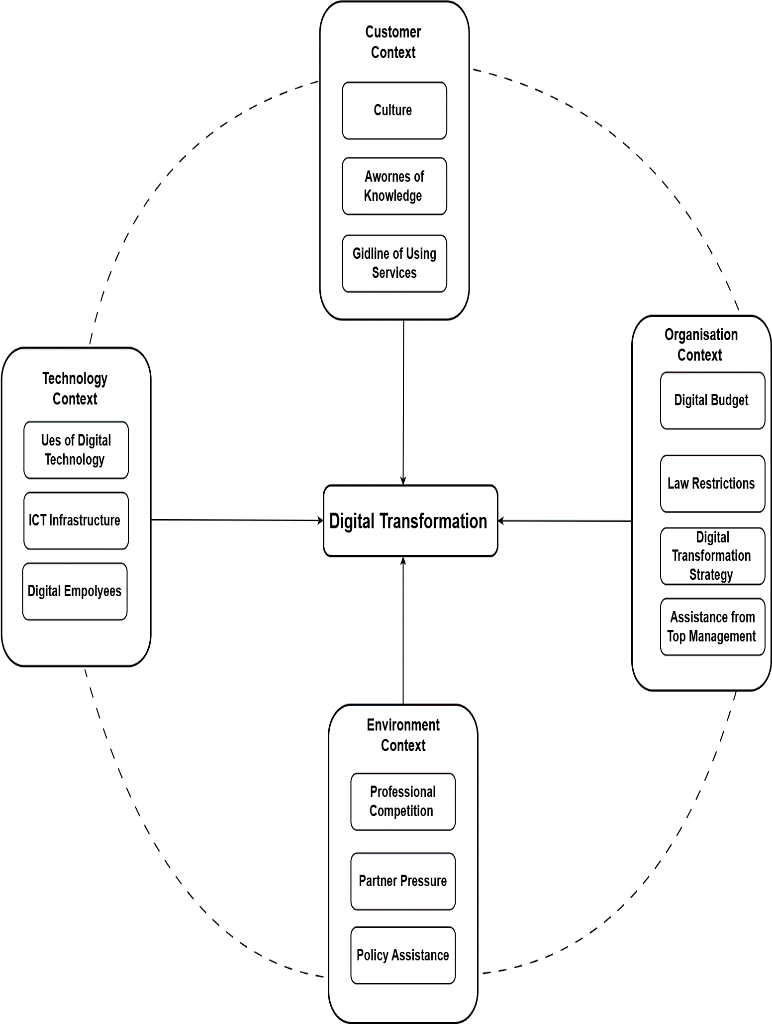 Customer
Context
Culture
Awornes of
Knowledge
Gidline of Using
Services
Technology
Context
Ues of Digital
Technology
ICT Infrastructure
Digital Empolyees
Digital Transformation
Organisation
Context
Digital Budget
Law Restrictions
Digital
Transformation
Strategy
Assistance from
Top Management
Environment
Context
Professional
Competition
Partner Pressure
Policy Assistance